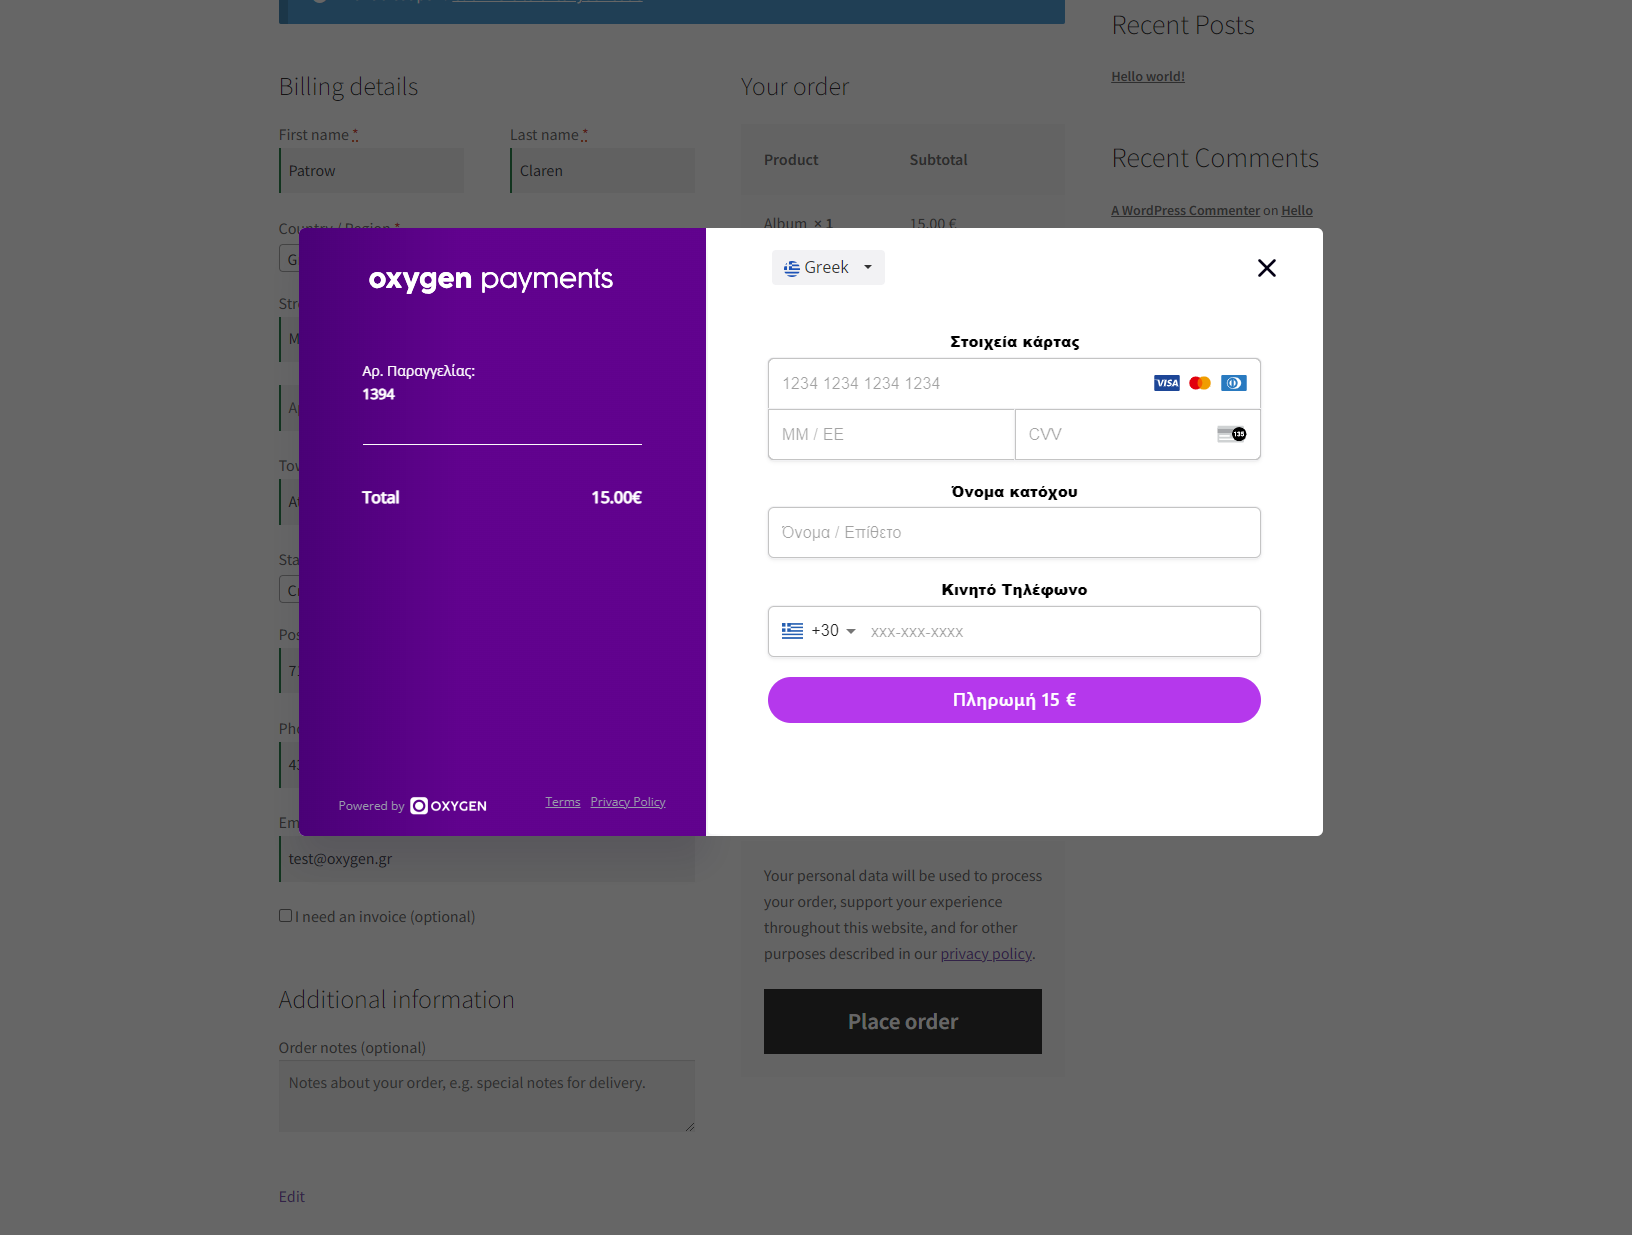 Recent Posts
Hello world!
Billing details
Your order
First name *
Last name *
Patrow
Claren
Product Subtotal
Recent Comments
Album × 1 15.00 €
A WordPress Commenter on Hello
Country / Region *
oxygen payments
Αρ. Παραγγελίας:
1394
Total 15.00€
Powered by OXYGEN
Terms Privacy Policy
Greek
Στοιχεία κάρτας
1234 1234 1234 1234
VISA
MM / ΕΕ
CVV
135
Όνομα κατόχου
Όνομα / Επίθετο
Κινητό Τηλέφωνο
+30 xxx-xxx-xxxx
Πληρωμή 15 €
test@oxygen.gr
I need an invoice (optional)
Your personal data will be used to process
your order, support your experience
throughout this website, and for other
purposes described in our privacy policy.
Place order
Additional information
Order notes (optional)
Notes about your order, e.g. special notes for delivery.
Edit